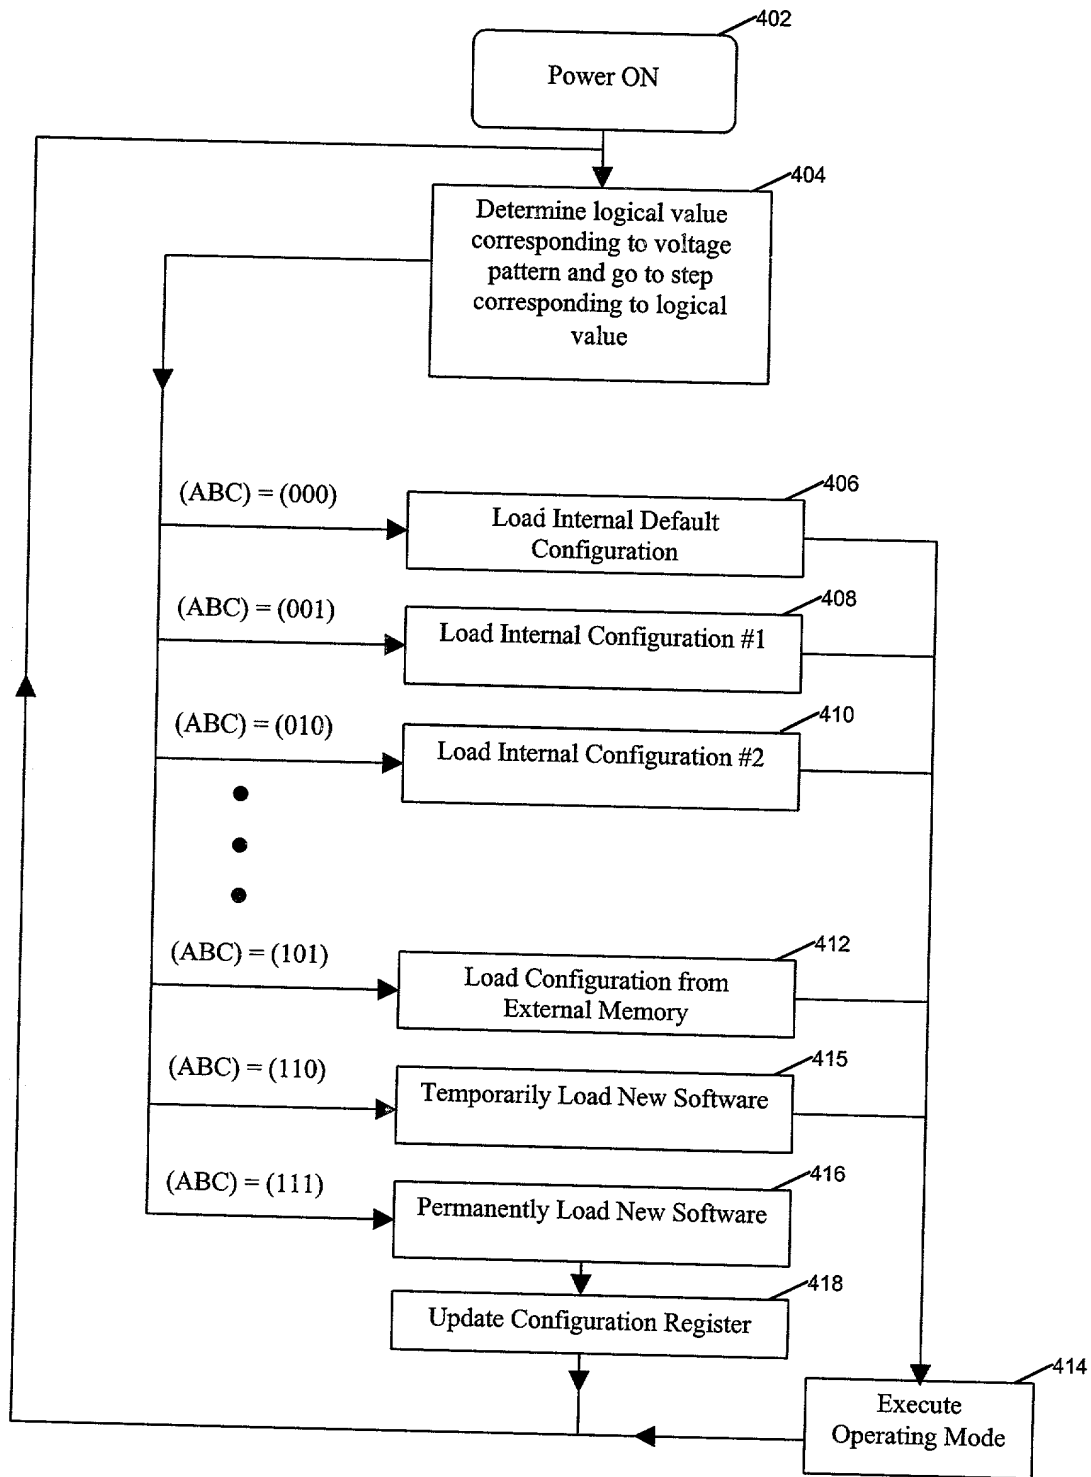 402
Power ON
404
Determine logical value
corresponding to voltage
pattern and go to step
corresponding to logical
value
(ABC) = (000)
406
Load Internal Default
Configuration
(ABC) = (001)
408
Load Internal Configuration #1
(ABC) = (010)
410
Load Internal Configuration #2
(ABC) = (101)
412
Load Configuration from
External Memory
(ABC) = (110)
415
Temporarily Load New Software
(ABC) = (111)
416
Permanently Load New Software
418
Update Configuration Register
414
Execute
Operating Mode